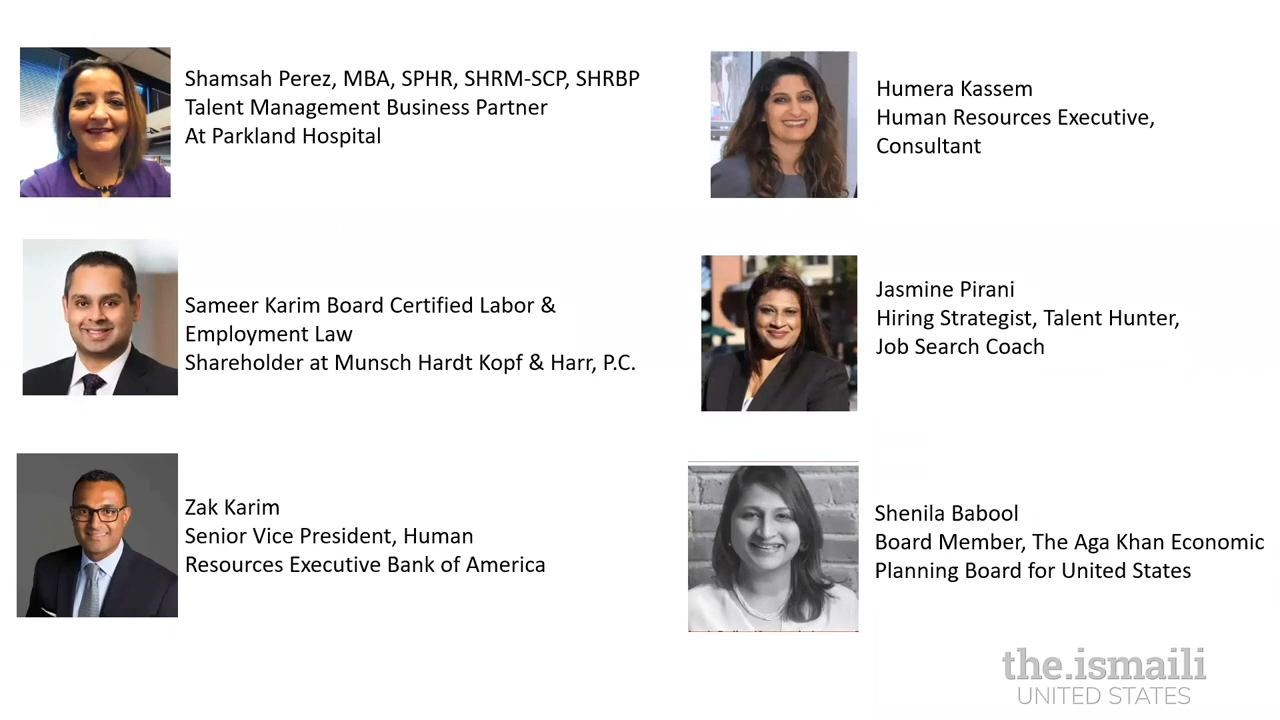 Shamsah Perez, MBA, SPHR, SHRM-SCP, SHRBP
Talent Management Business Partner
At Parkland Hospital
Humera Kassem
Human Resources Executive,
Consultant
Sameer Karim Board Certified Labor &
Employment Law
Shareholder at Munsch Hardt Kopf & Harr, P.C.
Jasmine Pirani
Hiring Strategist, Talent Hunter,
Job Search Coach
Zak Karim
Senior Vice President, Human
Resources Executive Bank of America
Shenila Babool
Board Member, The Aga Khan Economic
Planning Board for United States
the.ismaili
UNITED STATES